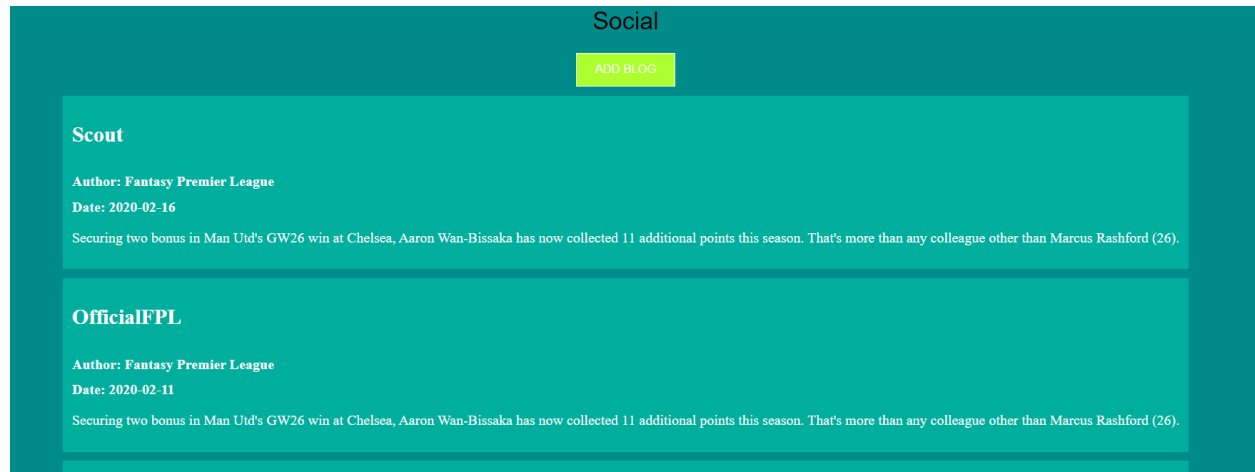 Social
ADD BLOG
Scout
Author: Fantasy Premier League
Date: 2020-02-16
Securing two bonus in Man Utd's GW26 win at Chelsea, Aaron Wan-Bissaka has now collected 11 additional points this season. That's more than any colleague other than Marcus Rashford (26).
OfficialFPL
Author: Fantasy Premier League
Date: 2020-02-11
Securing two bonus in Man Utd's GW26 win at Chelsea, Aaron Wan-Bissaka has now collected 11 additional points this season. That's more than any colleague other than Marcus Rashford (26).